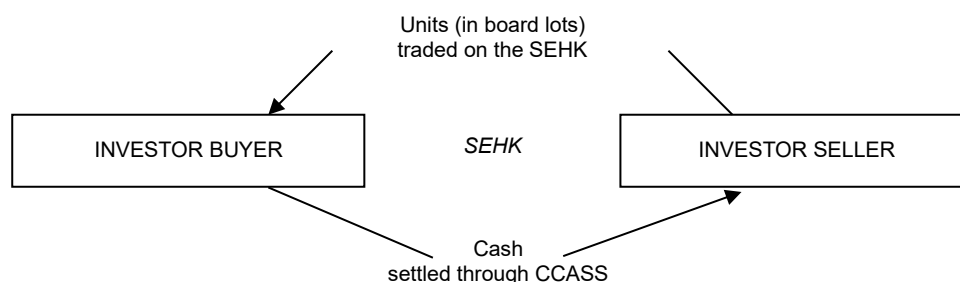 Units (in board lots)
traded on the SEHK
INVESTOR BUYER
SEHK
INVESTOR SELLER
Cash
settled through CCASS